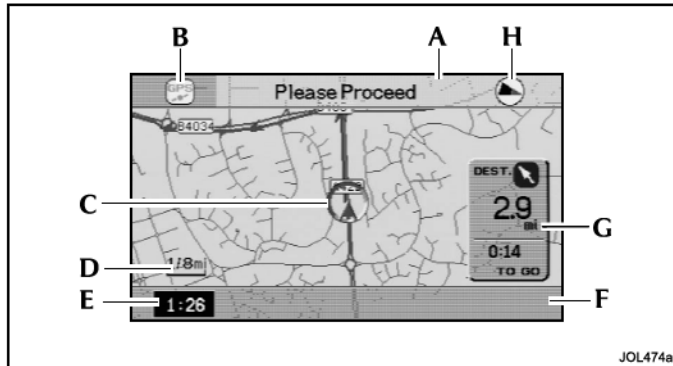 B A H
GPS
Please Proceed
B4034
DEST.
2.9
mi
C
G
0:14
TO GO
D
1/8mi
E
1:26
F
JOL474a